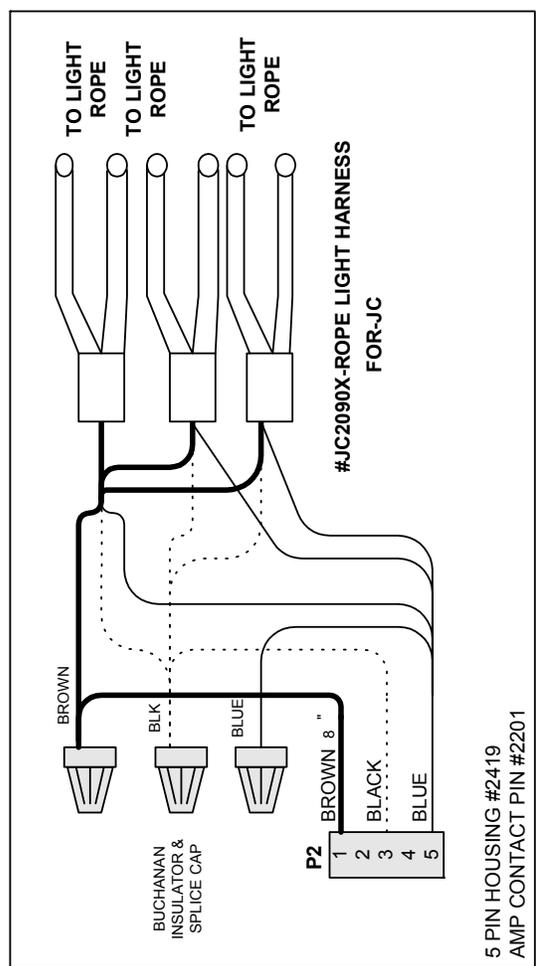 TO LIGHT
ROPE
TO LIGHT
ROPE
TO LIGHT
ROPE
#JC2090X-ROPE LIGHT HARNESS
FOR-JC
BROWN
BLK
BLUE
BUCHANAN
INSULATOR &
SPLICE CAP
P2
1
2
3
4
5
BROWN 8 "
BLACK
BLUE
5 PIN HOUSING #2419
AMP CONTACT PIN #2201